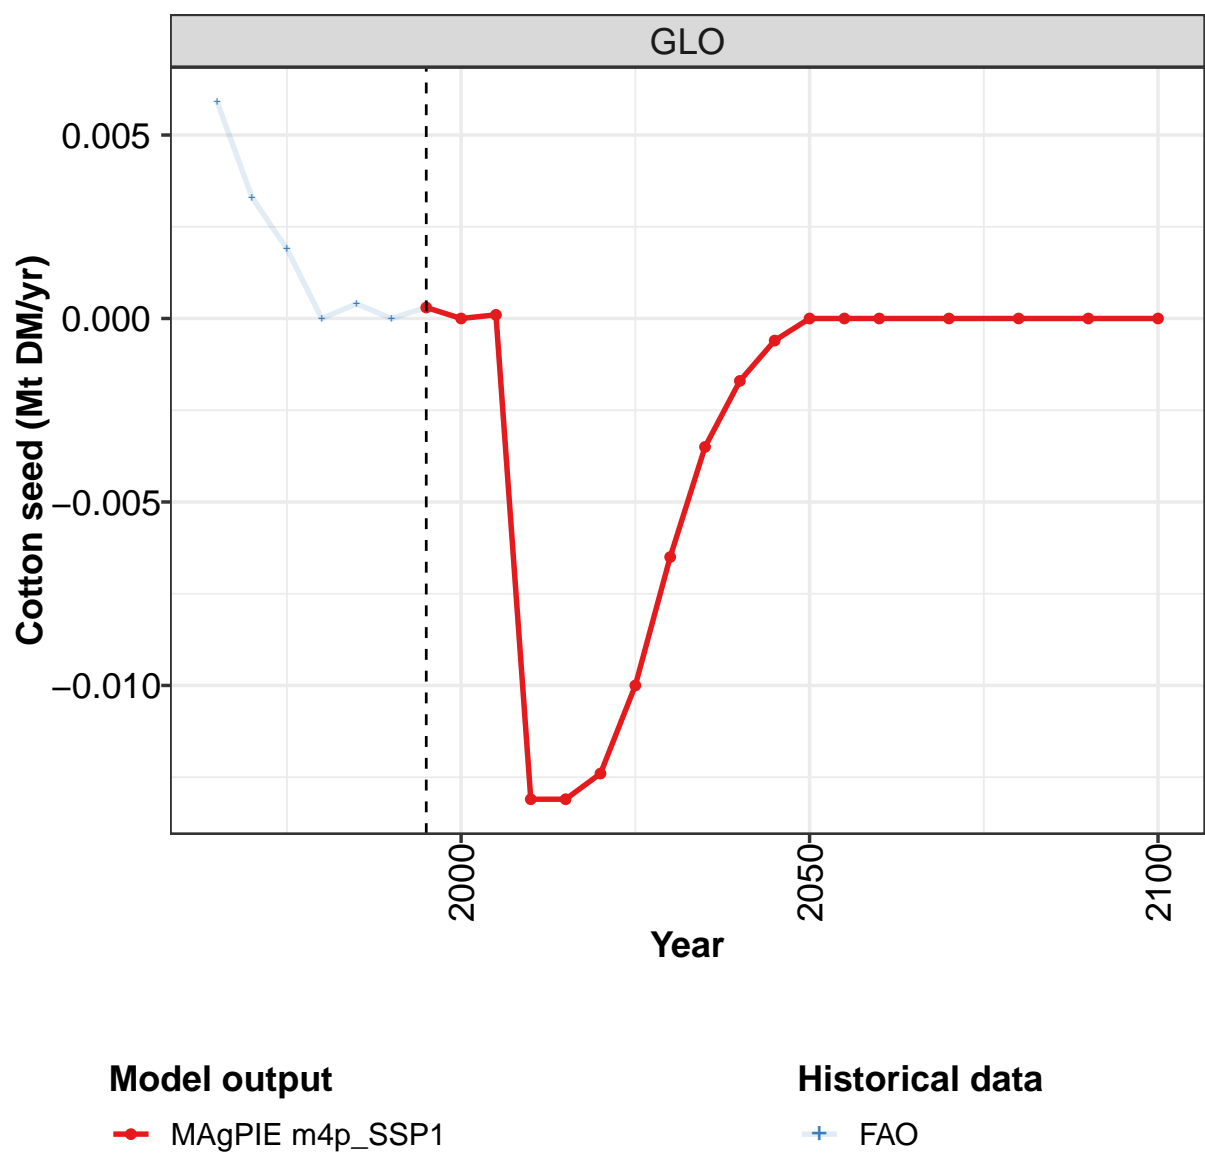 GLO
0.005
0.000
−0.005
−0.010
Cotton seed (Mt DM/yr)
2000
2050
2100
Year
Model output
MAgPIE m4p_SSP1
Historical data
FAO